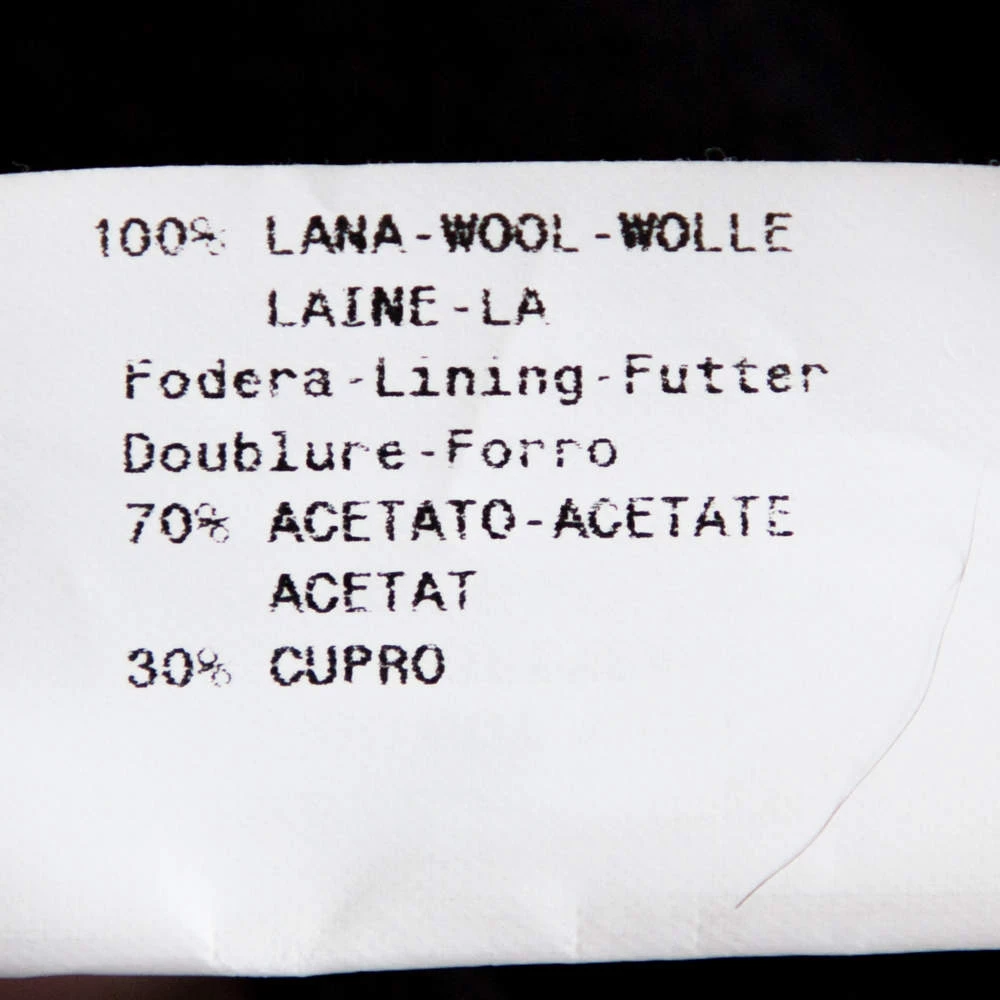 100% LANA-WOOL-WOLLE
LAINE-LA
Fodera-Lining-Futter
Doublure-Forro
70% ACETATO-ACETATE
ACETAT
30% CUPRO